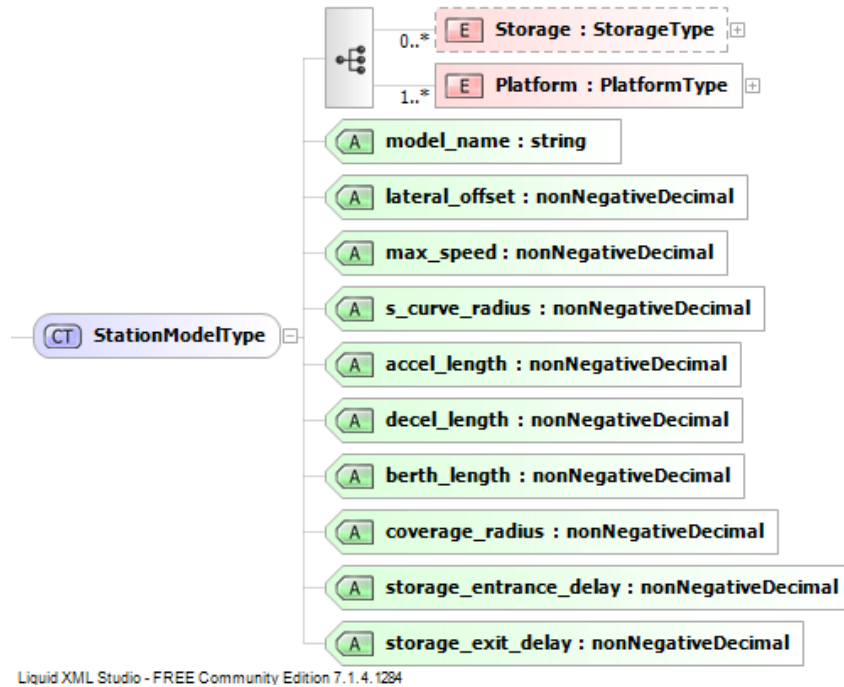 E Storage : StorageType
0..*
E Platform : PlatformType
1..*
A model_name : string
A lateral_offset : nonNegativeDecimal
A max_speed : nonNegativeDecimal
A s_curve_radius : nonNegativeDecimal
CT StationModelType
A accel_length : nonNegativeDecimal
A decel_length : nonNegativeDecimal
A berth_length : nonNegativeDecimal
A coverage_radius : nonNegativeDecimal
A storage_entrance_delay : nonNegativeDecimal
A storage_exit_delay : nonNegativeDecimal
Liquid XML Studio - FREE Community Edition 7.1.4.1284